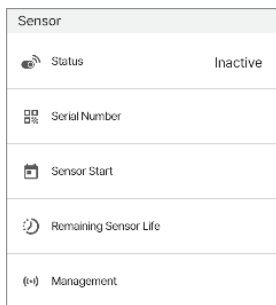 Sensor
Status Inactive
Serial Number
Sensor Start
Remaining Sensor Life
Management